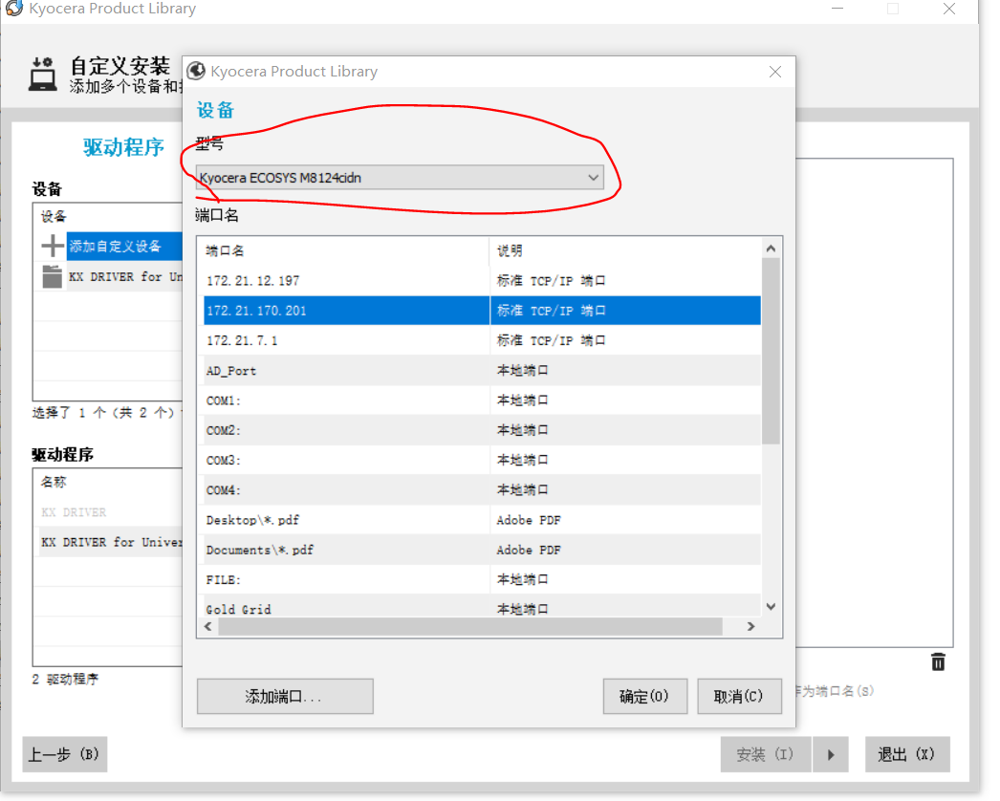 Kyocera Product Library
自定义安装
添加多个设备和
驱动程序
设备
设备
添加自定义设备
KX DRIVER for Un
选择了 1 个（共 2 个）
驱动程序
名称
KX DRIVER
KX DRIVER for Univer
2 驱动程序
Kyocera Product Library
设备
型号
Kyocera ECOSYS M8124cidn
端口名
端口名 说明
172.21.12.197 标准 TCP/IP 端口
172.21.170.201 标准 TCP/IP 端口
172.21.7.1 标准 TCP/IP 端口
AD_Port 本地端口
COM1: 本地端口
COM2: 本地端口
COM3: 本地端口
COM4: 本地端口
Desktop\*.pdf Adobe PDF
Documents\*.pdf Adobe PDF
FILE: 本地端口
Gold Grid 本地端口
添加端口... 确定(O) 取消(C)
作为端口名(S)
上一步 (B) 安装 (I) 退出 (X)